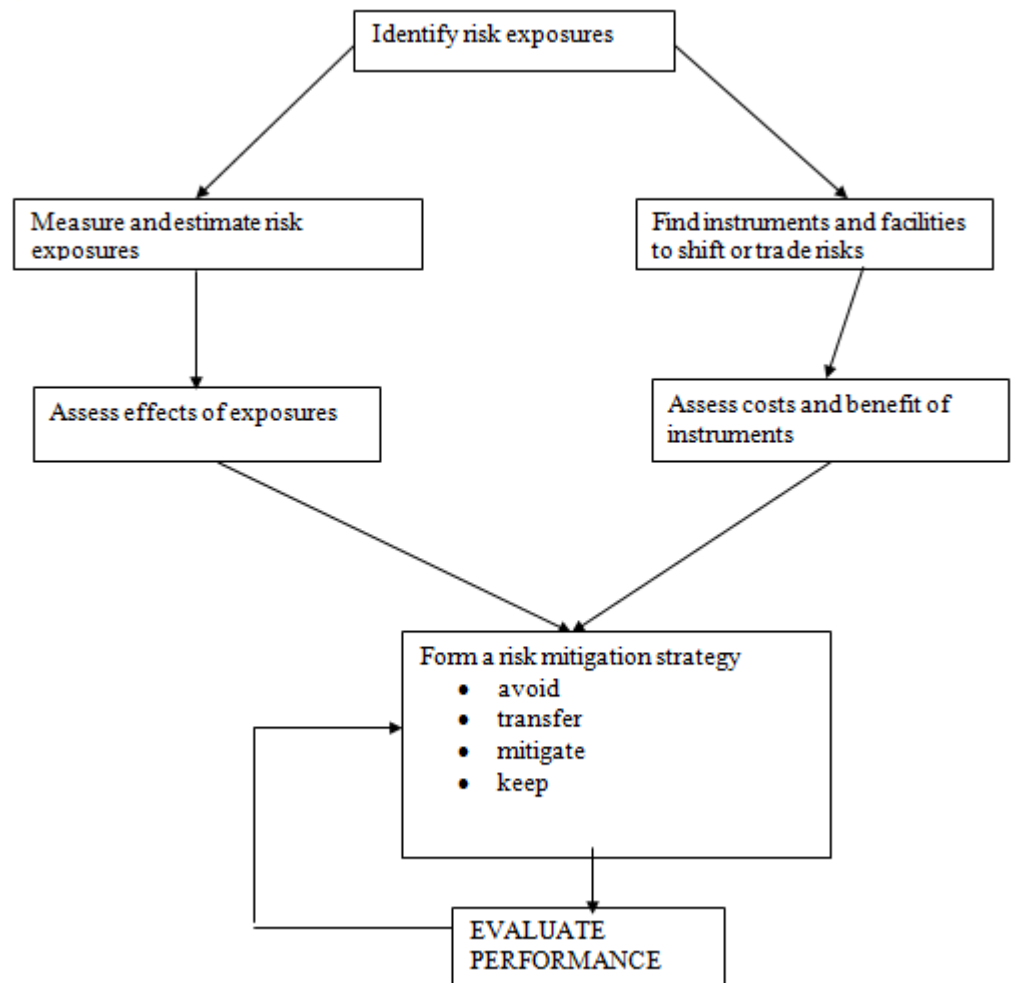 Identify risk exposures
Measure and estimate risk
exposures
Find instruments and facilities
to shift or trade risks
Assess effects of exposures
Assess costs and benefit of
instruments
Form a risk mitigation strategy
• avoid
• transfer
• mitigate
• keep
EVALUATE
PERFORMANCE